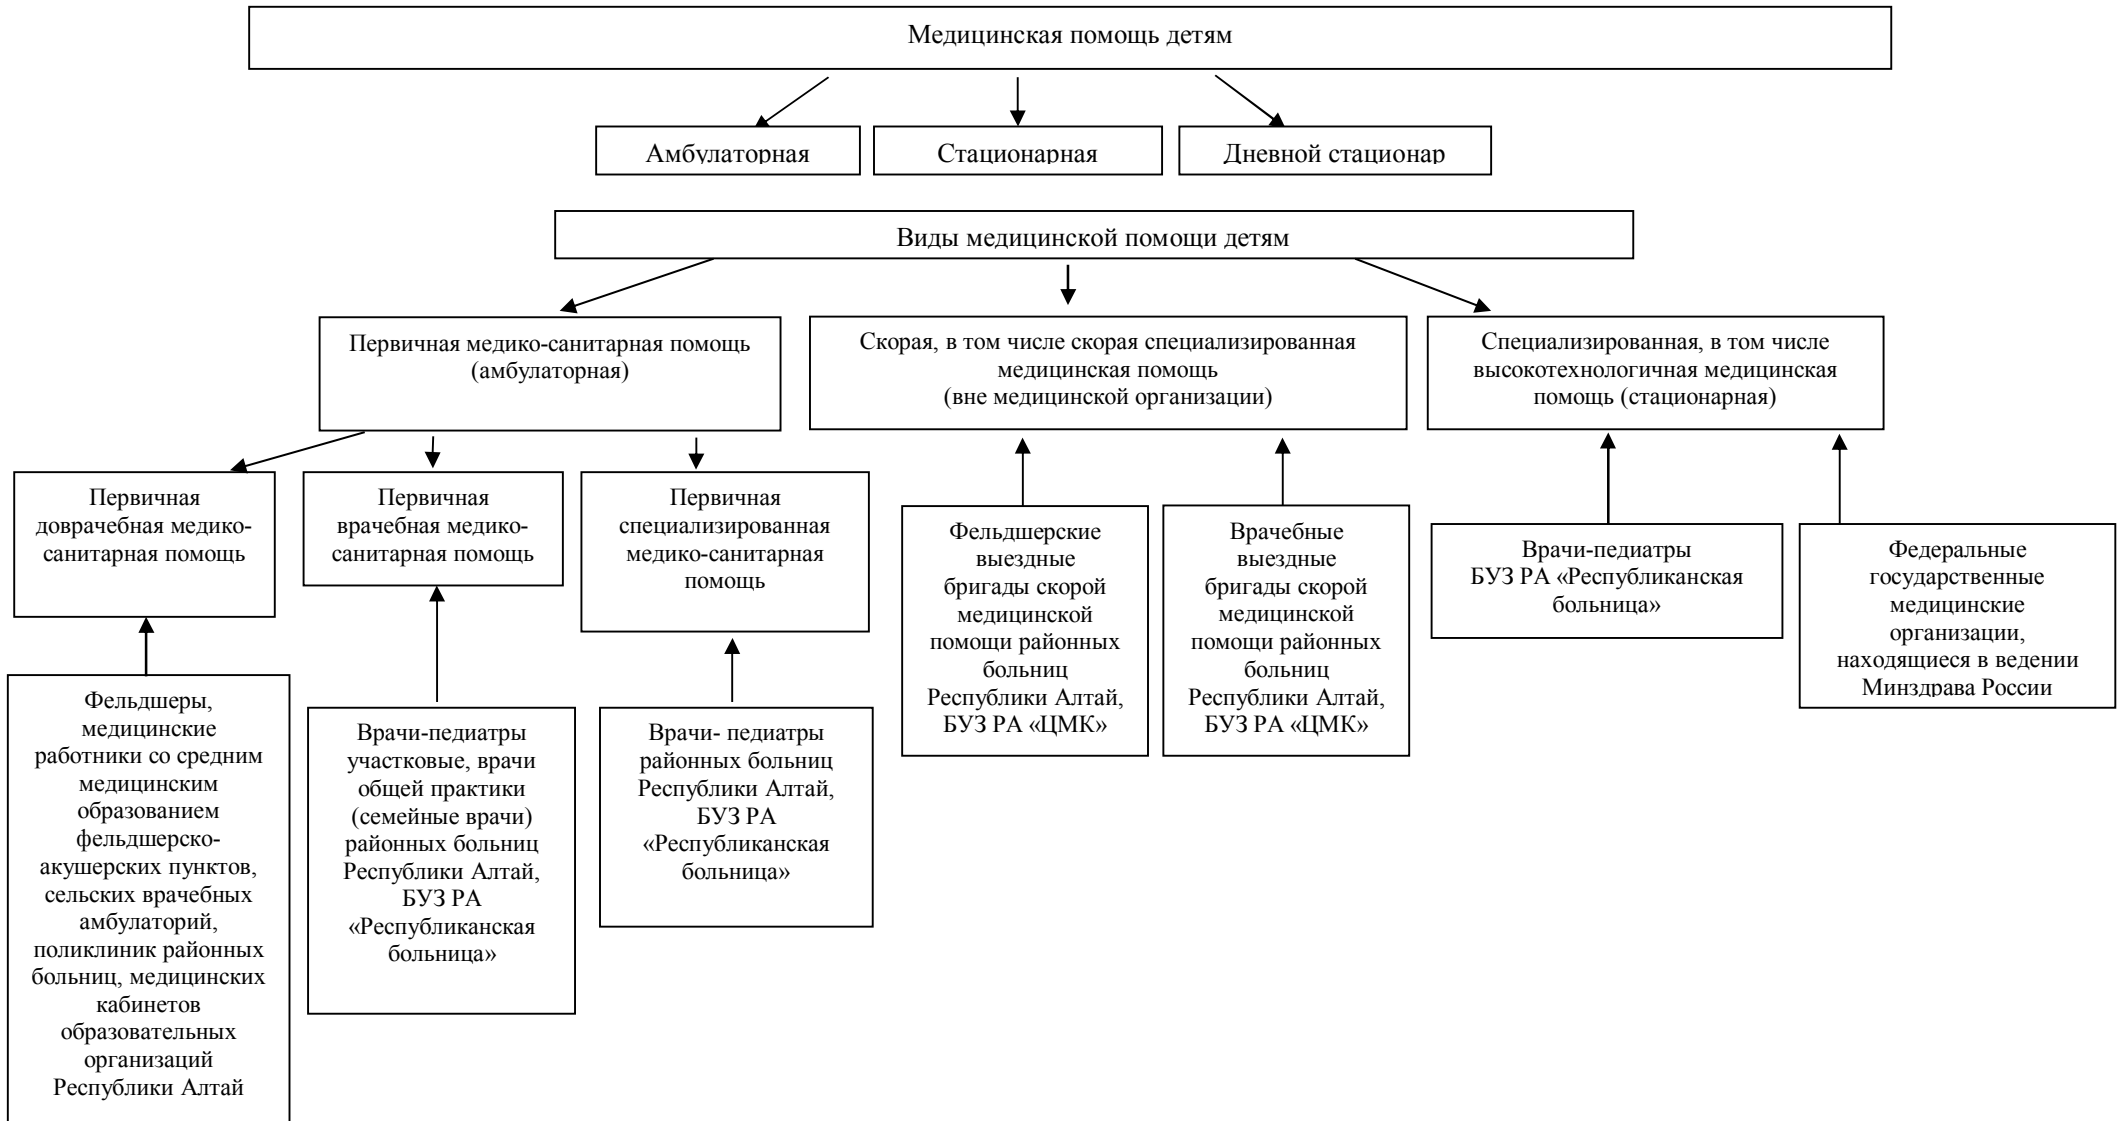 Медицинская помощь детям
Амбулаторная
Стационарная
Дневной стационар
Виды медицинской помощи детям
Первичная медико-санитарная помощь
(амбулаторная)
Скорая, в том числе скорая специализированная
медицинская помощь
(вне медицинской организации)
Специализированная, в том числе
высокотехнологичная медицинская
помощь (стационарная)
Первичная
доврачебная медико-
санитарная помощь
Первичная
врачебная медико-
санитарная помощь
Первичная
специализированная
медико-санитарная
помощь
Фельдшерские
выездные
бригады скорой
медицинской
помощи районных
больниц
Республики Алтай,
БУЗ РА «ЦМК»
Врачебные
выездные
бригады скорой
медицинской
помощи районных
больниц
Республики Алтай,
БУЗ РА «ЦМК»
Врачи-педиатры
БУЗ РА «Республиканская
больница»
Федеральные
государственные
медицинские
организации,
находящиеся в ведении
Минздрава России
Фельдшеры,
медицинские
работники со средним
медицинским
образованием
фельдшерско-
акушерских пунктов,
сельских врачебных
амбулаторий,
поликлиник районных
больниц, медицинских
кабинетов
образовательных
организаций
Республики Алтай
Врачи-педиатры
участковые, врачи
общей практики
(семейные врачи)
районных больниц
Республики Алтай,
БУЗ РА
«Республиканская
больница»
Врачи- педиатры
районных больниц
Республики Алтай,
БУЗ РА
«Республиканская
больница»